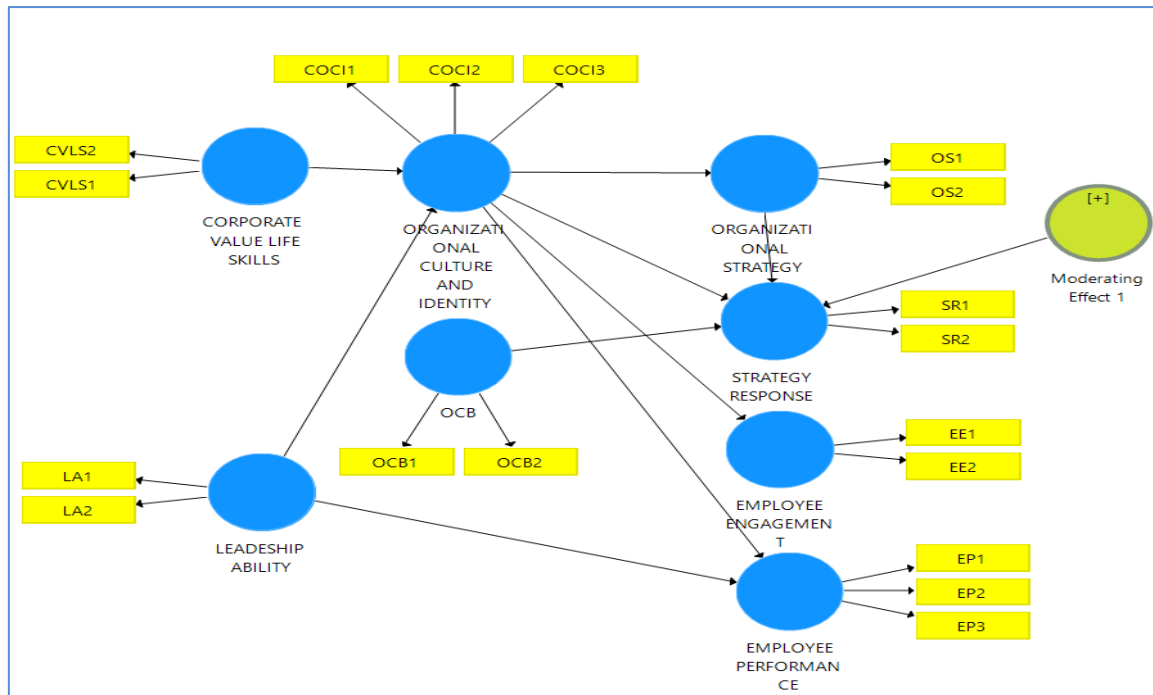 COCI1
COCI2
COCI3
CVLS2
CVLS1
CORPORATE
VALUE LIFE
SKILLS
ORGANIZATI
ONAL
CULTURE
AND
IDENTITY
ORGANIZATI
ONAL
STRATEGY
OS1
OS2
[+]
Moderating
Effect 1
SR1
SR2
STRATEGY
RESPONSE
OCB
OCB1
OCB2
EE1
EE2
EMPLOYEE
ENGAGEMEN
T
LA1
LA2
LEADESHIP
ABILITY
EP1
EP2
EP3
EMPLOYEE
PERFORMAN
CE